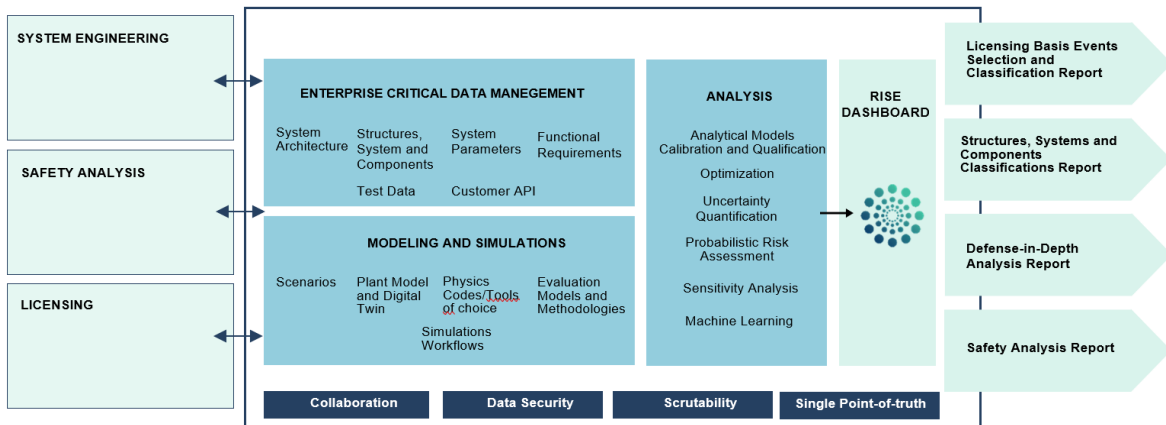 SYSTEM ENGINEERING
SAFETY ANALYSIS
LICENSING
ENTERPRISE CRITICAL DATA MANEGEMENT
System
Architecture
Structures,
System and
Components
System
Parameters
Functional
Requirements
Test Data
Customer API
MODELING AND SIMULATIONS
Scenarios
Plant Model
and Digital
Twin
Physics
Codes/Tools
of choice
Evaluation
Models and
Methodologies
Simulations
Workflows
ANALYSIS
Analytical Models
Calibration and Qualification
Optimization
Uncertainty
Quantification
Probabilistic Risk
Assessment
Sensitivity Analysis
Machine Learning
RISE
DASHBOARD
Licensing Basis Events
Selection and
Classification Report
Structures, Systems and
Components
Classifications Report
Defense-in-Depth
Analysis Report
Safety Analysis Report
Collaboration
Data Security
Scrutability
Single Point-of-truth